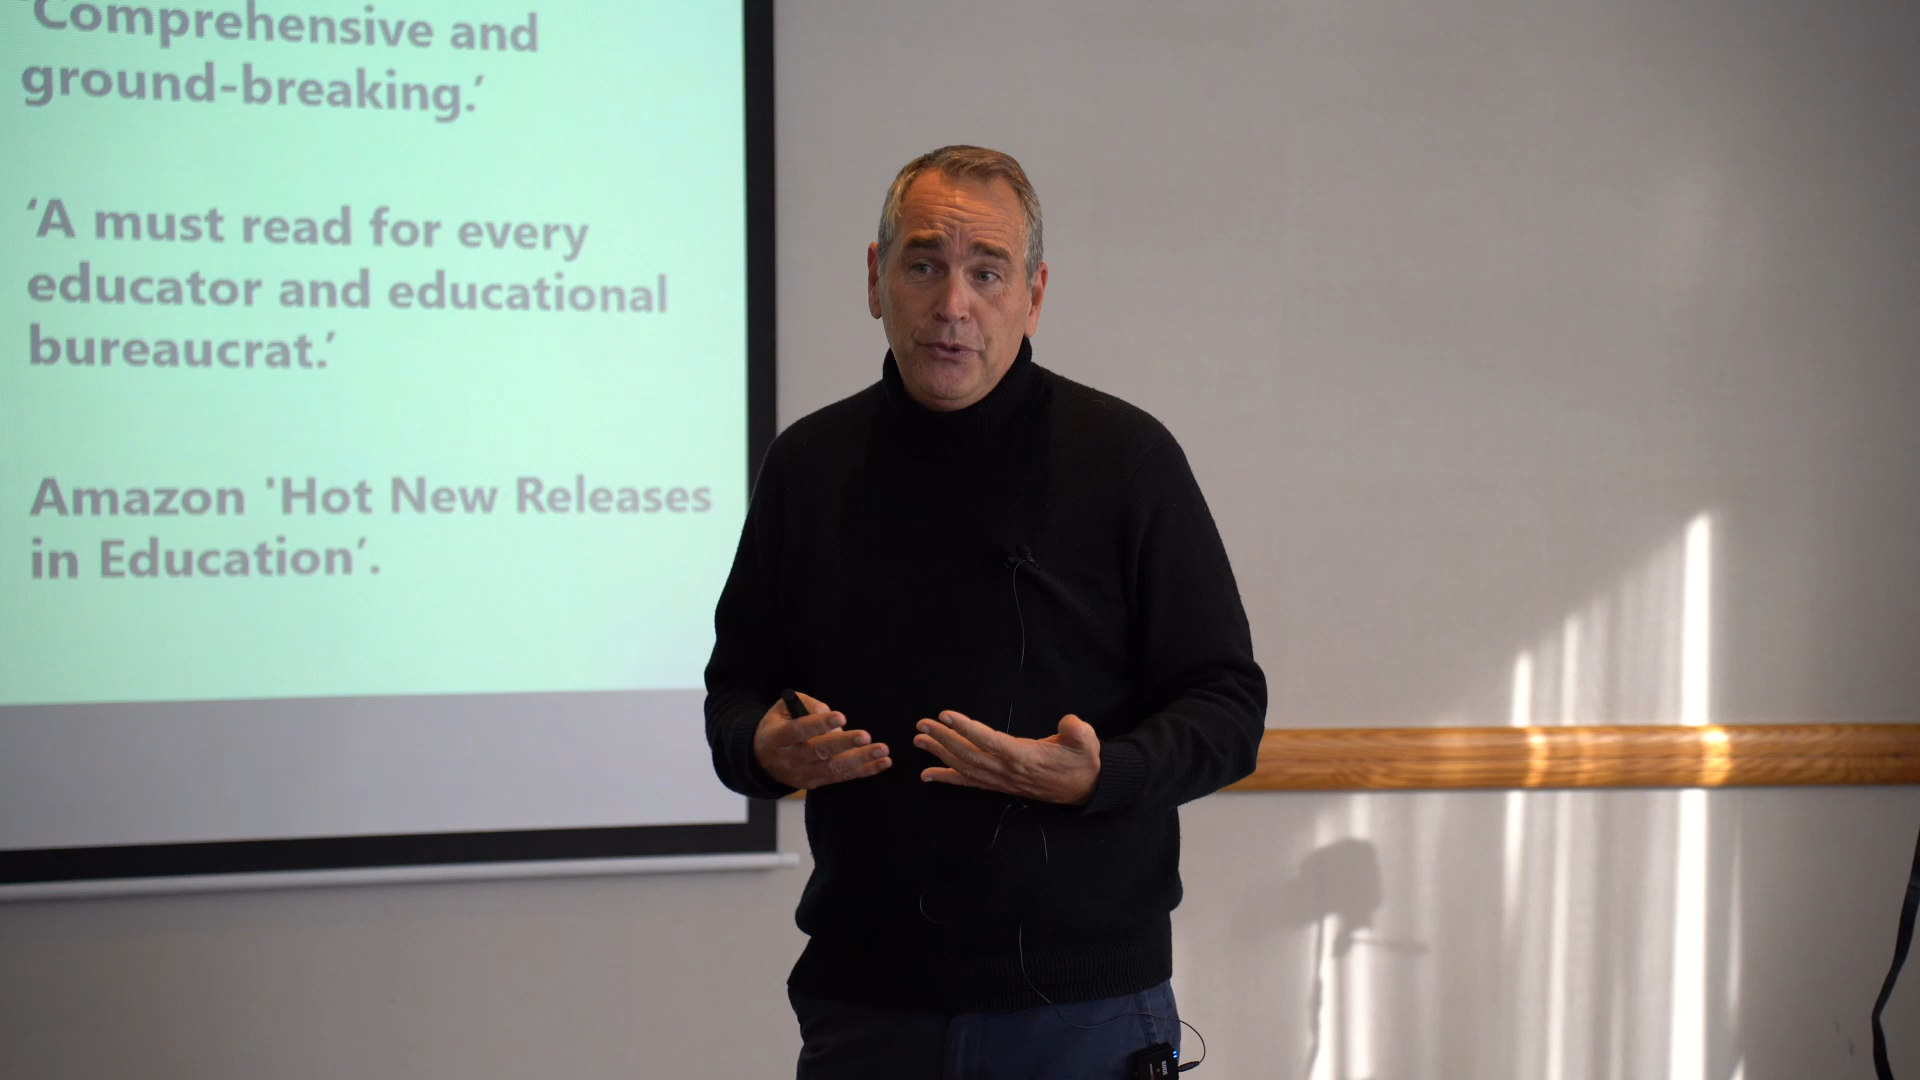 'Comprehensive and
ground-breaking.’
‘A must read for every
educator and educational
bureaucrat.’
Amazon 'Hot New Releases
in Education’.